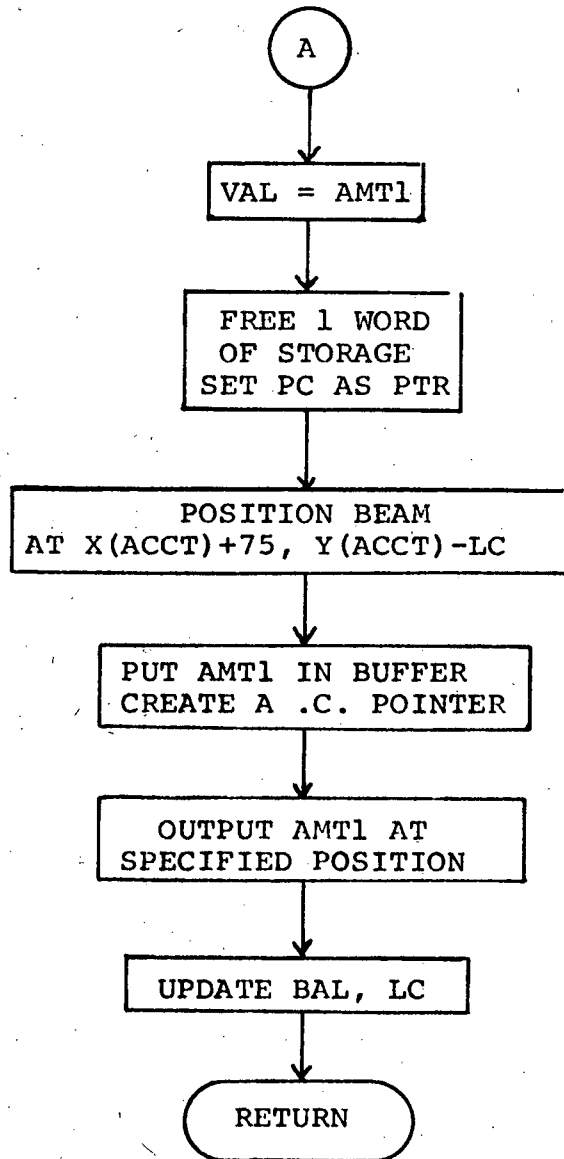 A
VAL = AMT1
FREE 1 WORD
OF STORAGE
SET PC AS PTR
POSITION BEAM
AT X(ACCT)+75, Y(ACCT)-LC
PUT AMT1 IN BUFFER
CREATE A .C. POINTER
OUTPUT AMT1 AT
SPECIFIED POSITION
UPDATE BAL, LC
RETURN